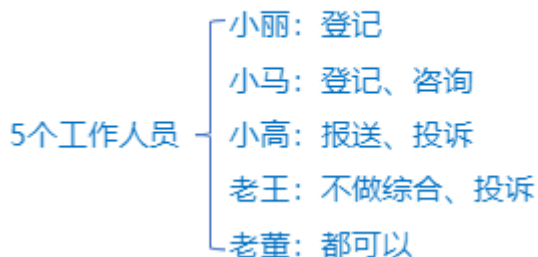 5个工作人员
小丽：登记
小马：登记、咨询
小高：报送、投诉
老王：不做综合、投诉
老董：都可以